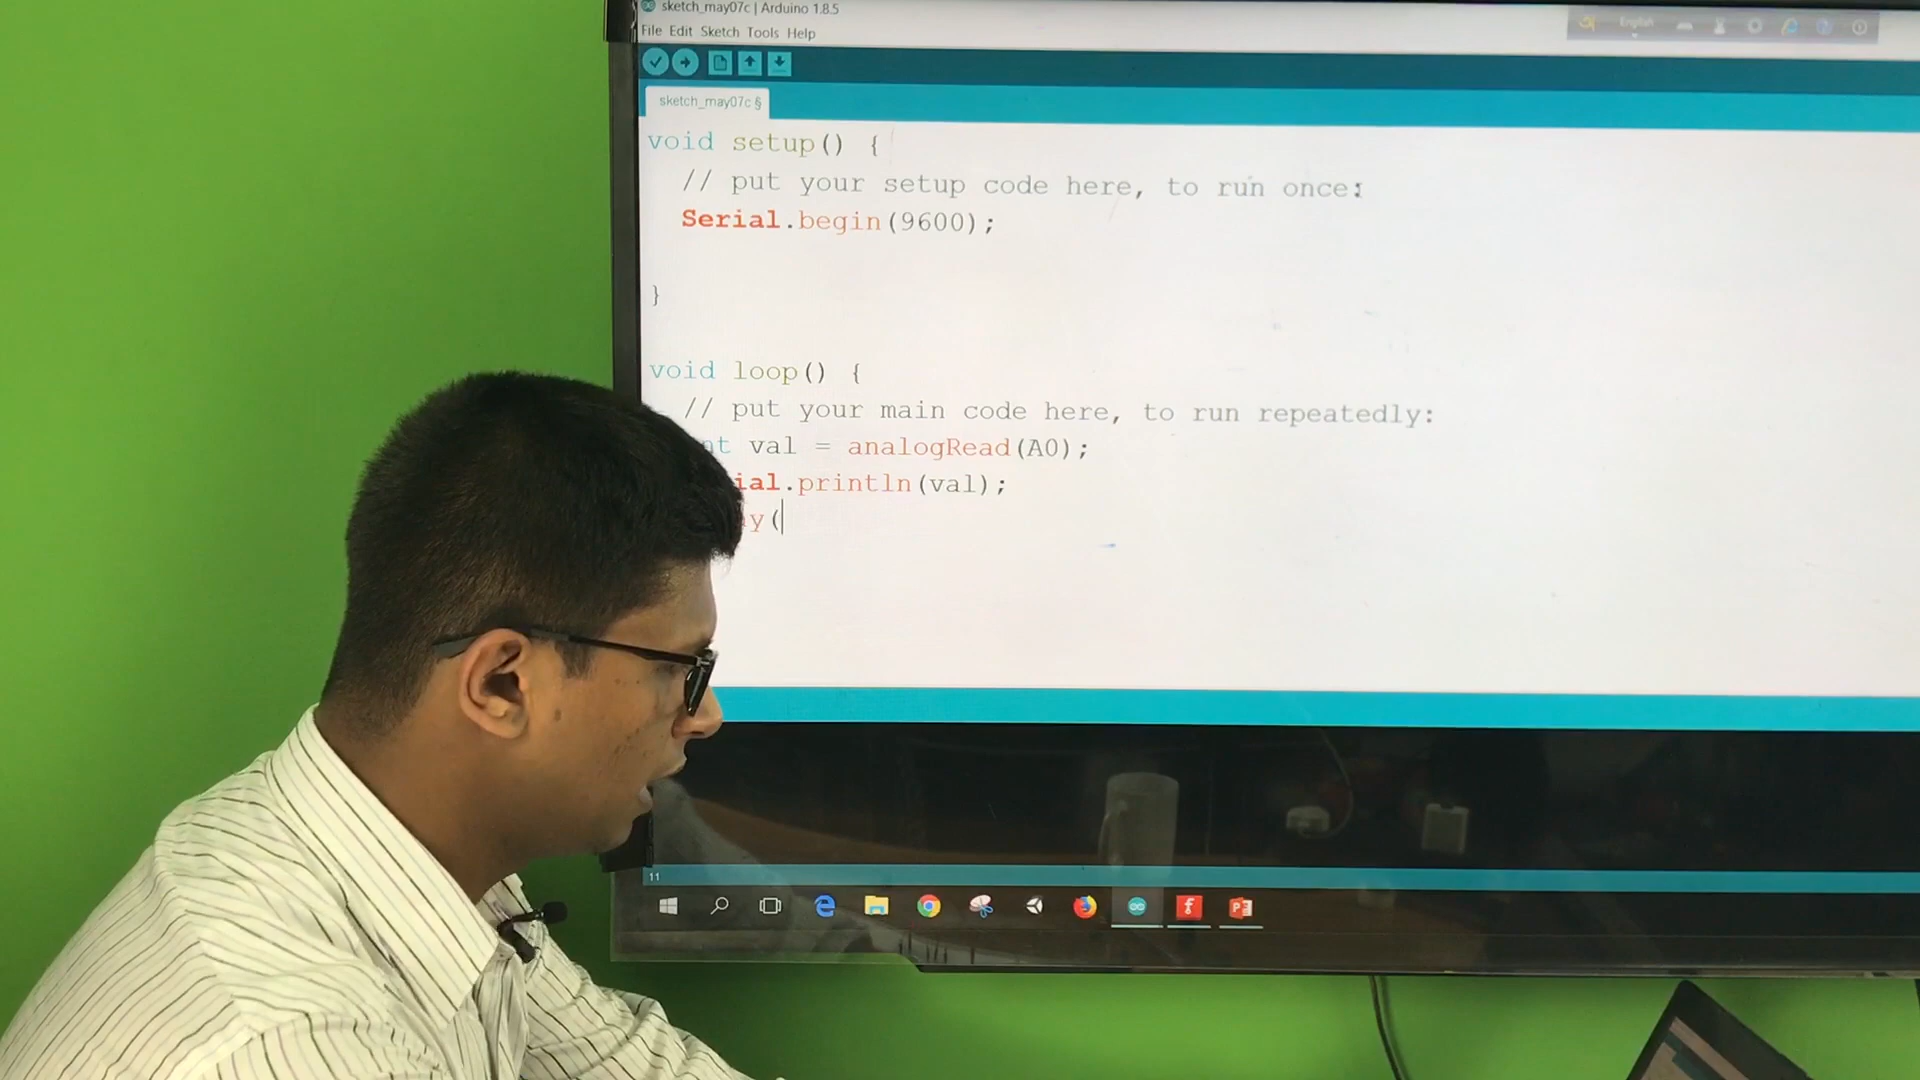 sketch_may07c | Arduino 1.8.5
English
File Edit Sketch Tools Help
sketch_may07c §
void setup() {
// put your setup code here, to run once:
Serial.begin(9600);
}
void loop() {
// put your main code here, to run repeatedly:
nt val = analogRead(A0);
ial.println(val);
y(
11